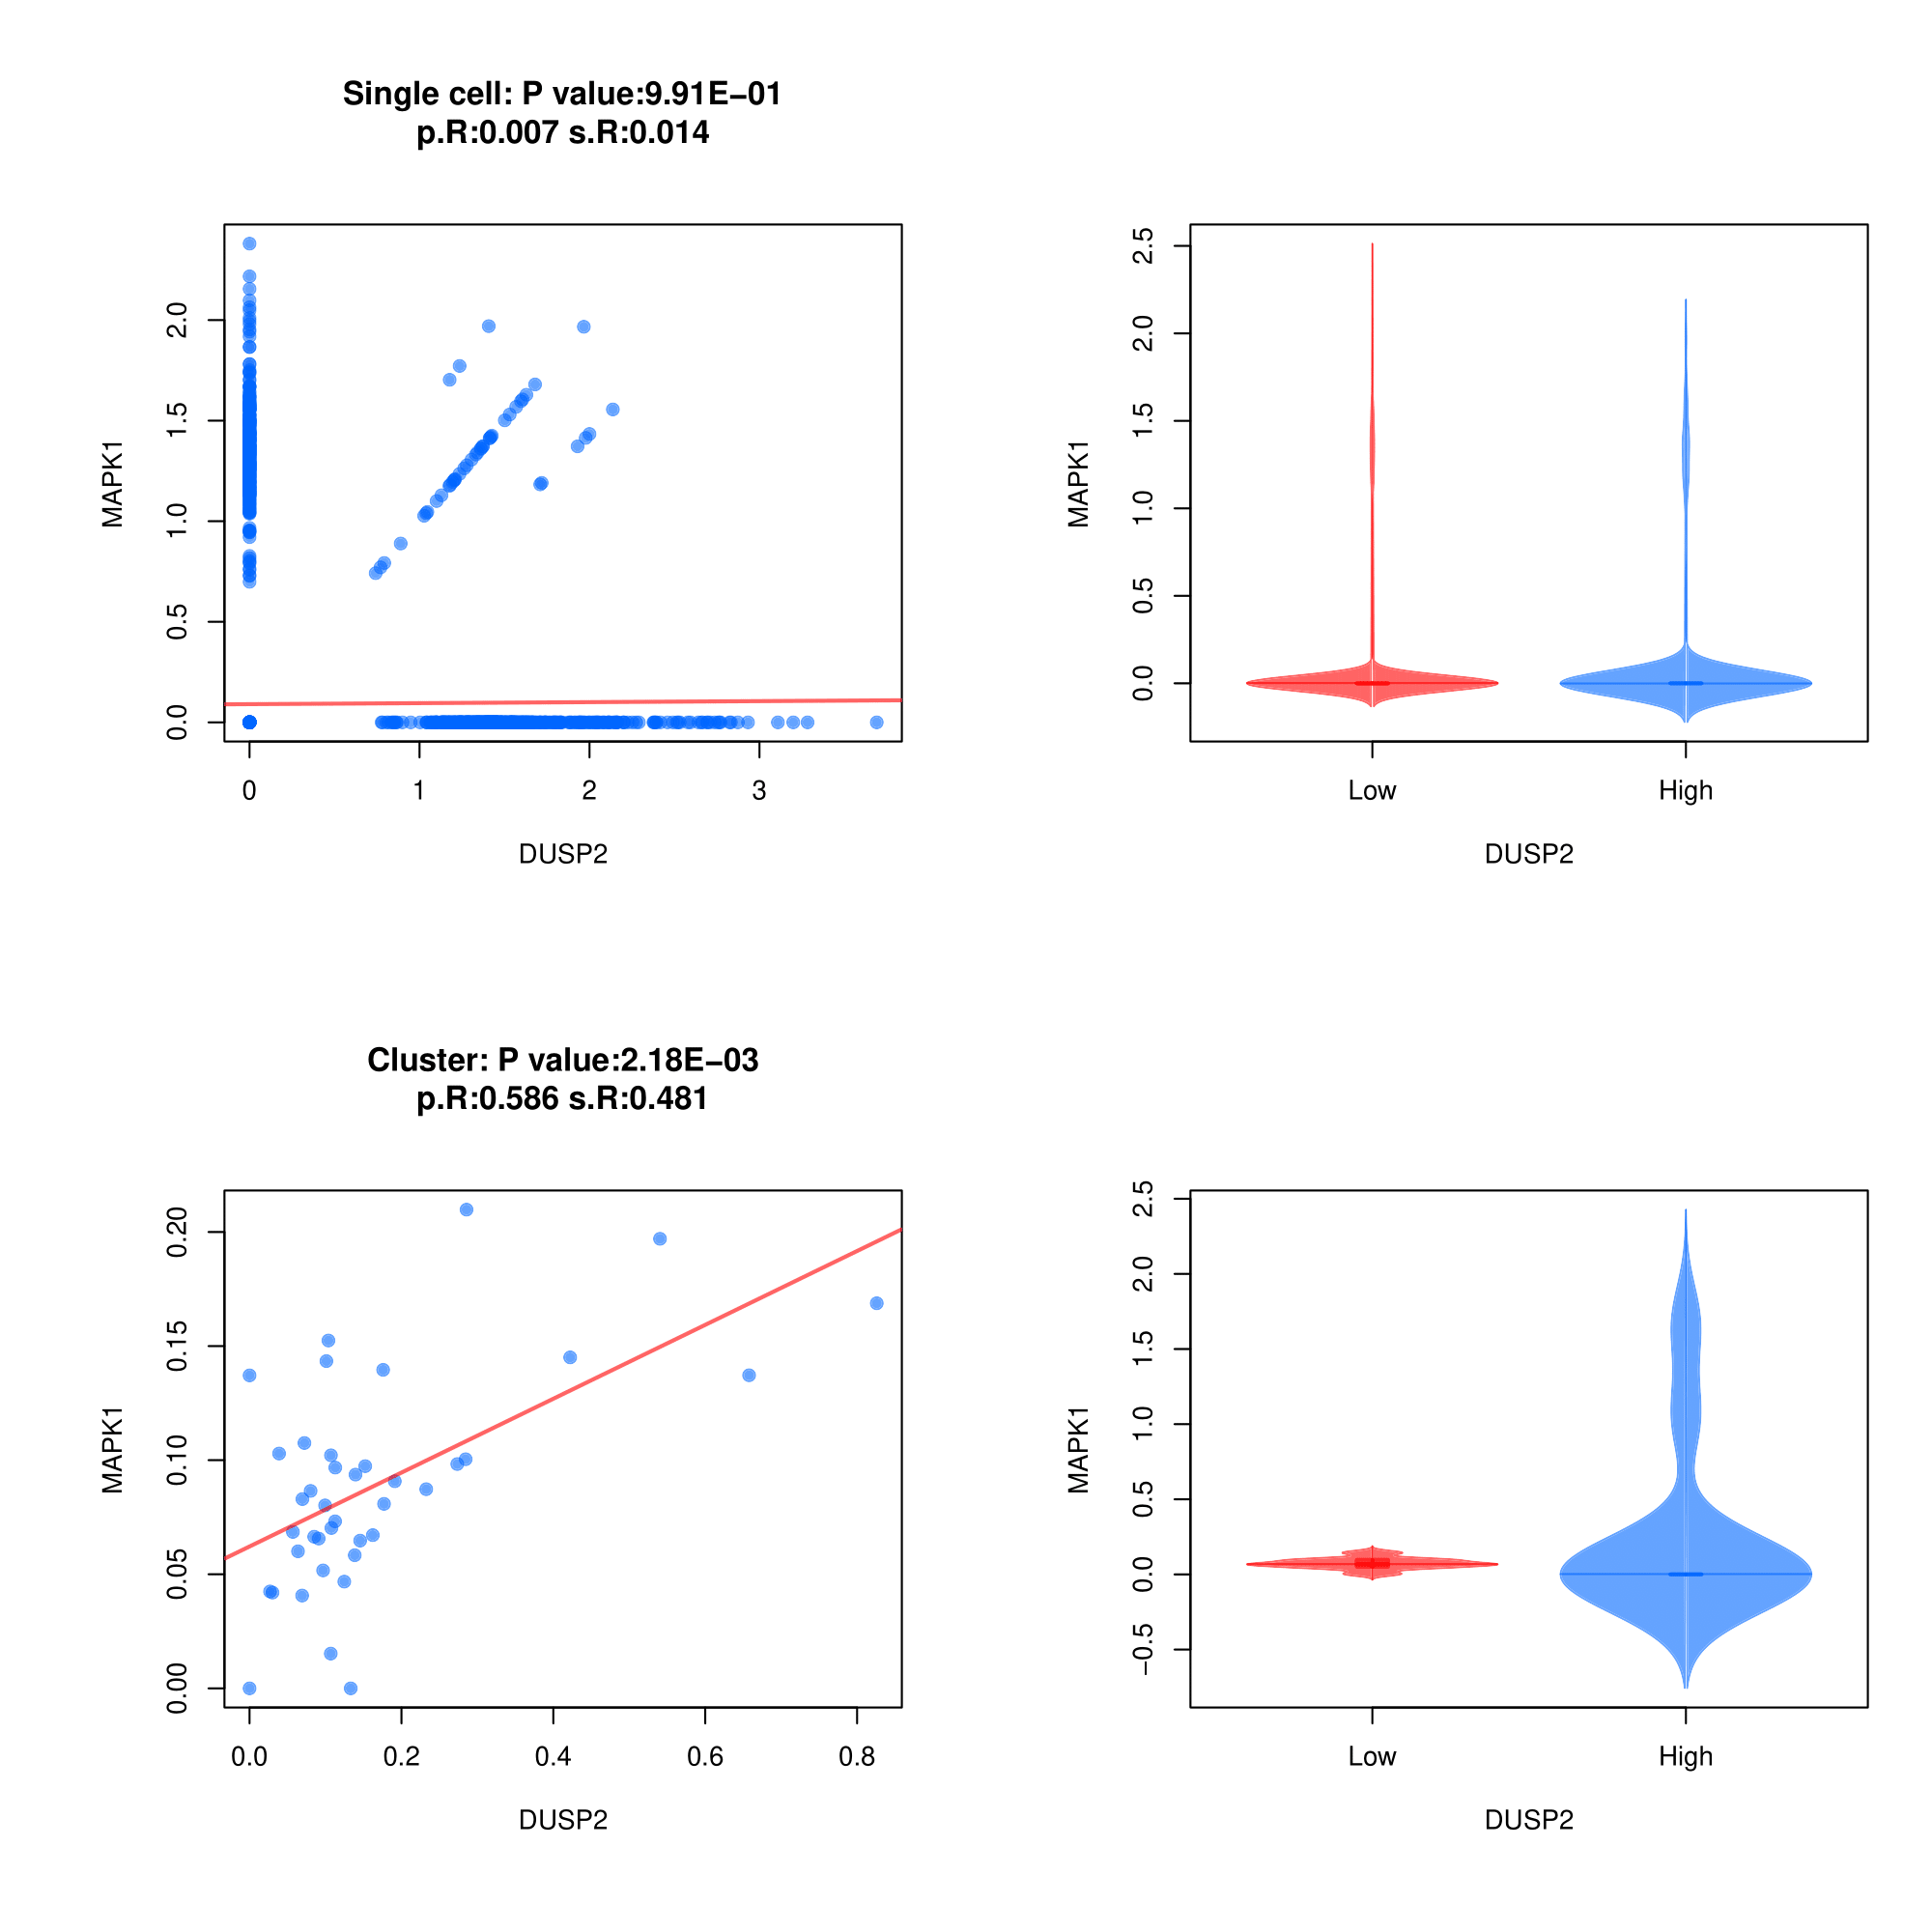 Single cell: P value:9.91E−01
p.R:0.007 s.R:0.014
MAPK1
0.0 0.5 1.0 1.5 2.0
0 1 2 3
DUSP2
MAPK1
0.0 0.5 1.0 1.5 2.0 2.5
Low High
DUSP2
Cluster: P value:2.18E−03
p.R:0.586 s.R:0.481
MAPK1
0.00 0.05 0.10 0.15 0.20
0.0 0.2 0.4 0.6 0.8
DUSP2
MAPK1
−0.5 0.0 0.5 1.0 1.5 2.0 2.5
Low High
DUSP2